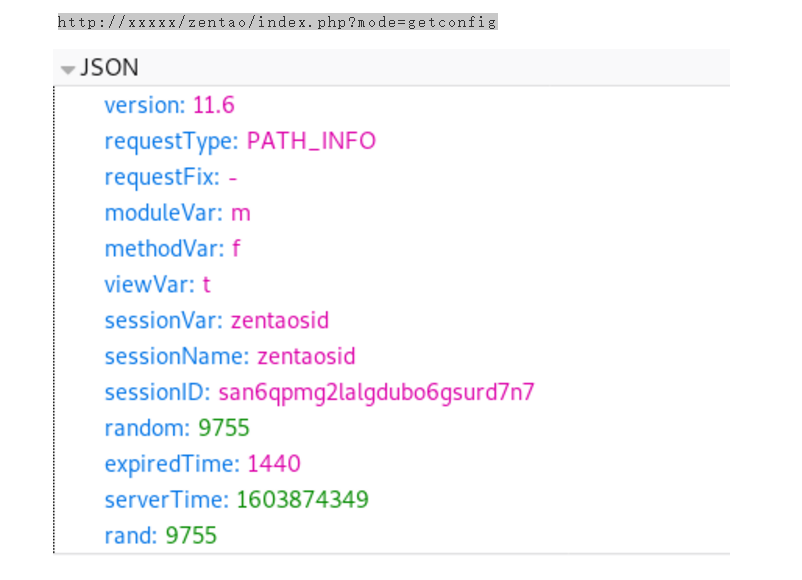 http://xxxxx/zentao/index.php?mode=getconfig
JSON
version: 11.6
requestType: PATH_INFO
requestFix: -
moduleVar: m
methodVar: f
viewVar: t
sessionVar: zentaosid
sessionName: zentaosid
sessionID: san6qpmg2lalgdubo6gsurd7n7
random: 9755
expiredTime: 1440
serverTime: 1603874349
rand: 9755